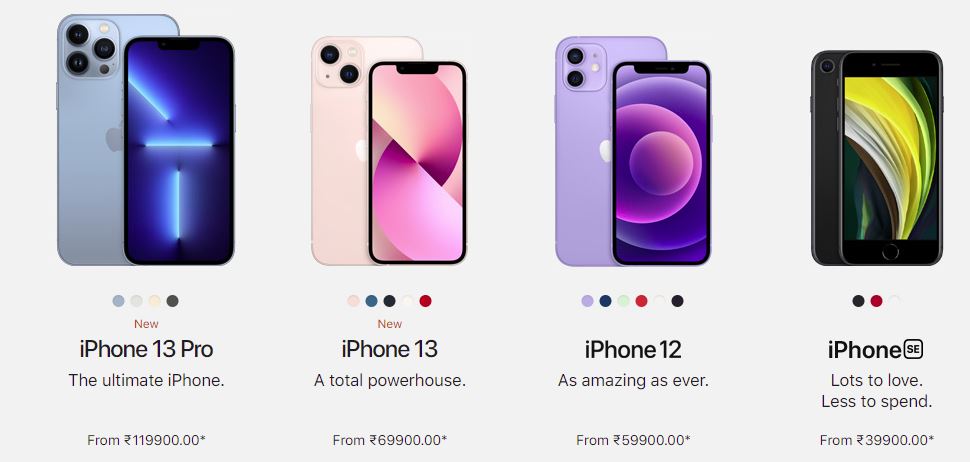 New
iPhone 13 Pro
The ultimate iPhone.
From ₹119900.00*
New
iPhone 13
A total powerhouse.
From ₹69900.00*
iPhone 12
As amazing as ever.
From ₹59900.00*
iPhone SE
Lots to love.
Less to spend.
From ₹39900.00*